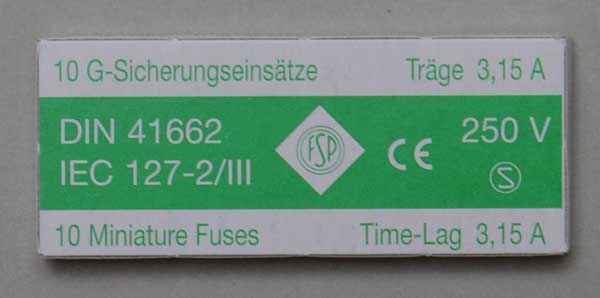 10 G-Sicherungseinsätze Träge 3,15 A
DIN 41662
IEC 127-2/III
FSP
CE
250 V
S
10 Miniature Fuses Time-Lag 3,15 A